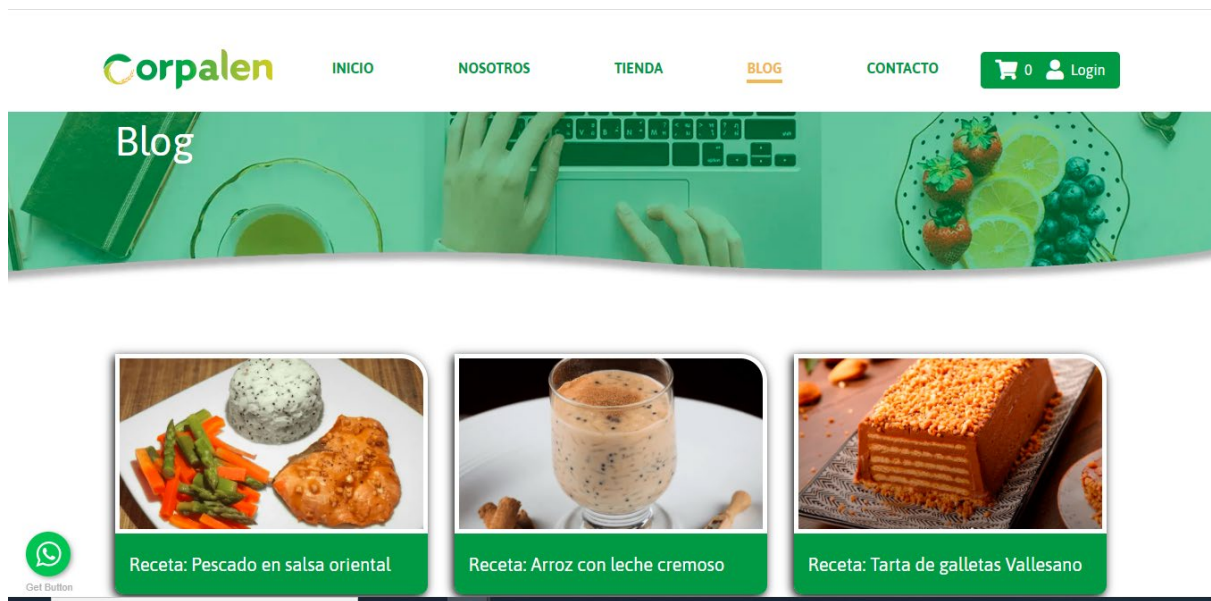 Corpalen
INICIO
NOSOTROS
TIENDA
BLOG
CONTACTO
0 Login
Blog
Receta: Pescado en salsa oriental
Receta: Arroz con leche cremoso
Receta: Tarta de galletas Vallesano
Get Button